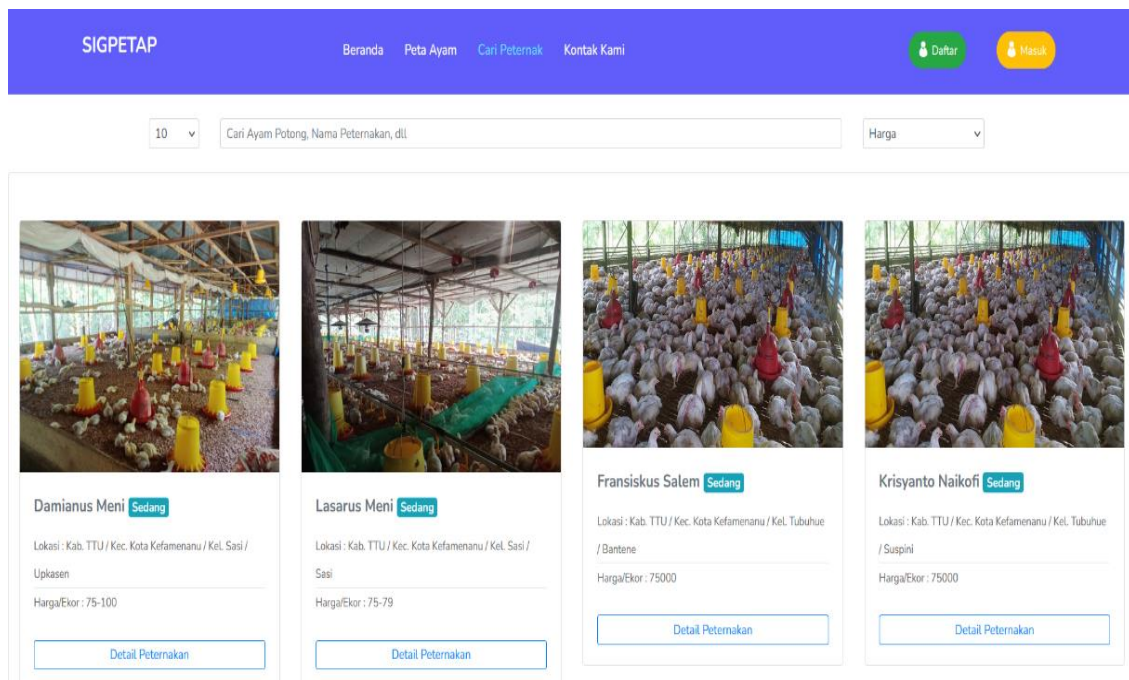 SIGPETAP
Beranda
Peta Ayam
Cari Peternak
Kontak Kami
Daftar
Masuk
10
Cari Ayam Potong, Nama Peternakan, dll.
Harga
Damianus Meni Sedang
Lokasi : Kab. TTU / Kec. Kota Kefamenanu / Kel. Sasi /
Upkasen
Harga/Ekor : 75-100
Detail Peternakan
Lasarus Meni Sedang
Lokasi : Kab. TTU / Kec. Kota Kefamenanu / Kel. Sasi /
Sasi
Harga/Ekor : 75-79
Detail Peternakan
Fransiskus Salem Sedang
Lokasi : Kab. TTU / Kec. Kota Kefamenanu / Kel. Tubuhue
/ Bantene
Harga/Ekor : 75000
Detail Peternakan
Krisyanto Naikofi Sedang
Lokasi : Kab. TTU / Kec. Kota Kefamenanu / Kel. Tubuhue
/ Suspini
Harga/Ekor : 75000
Detail Peternakan